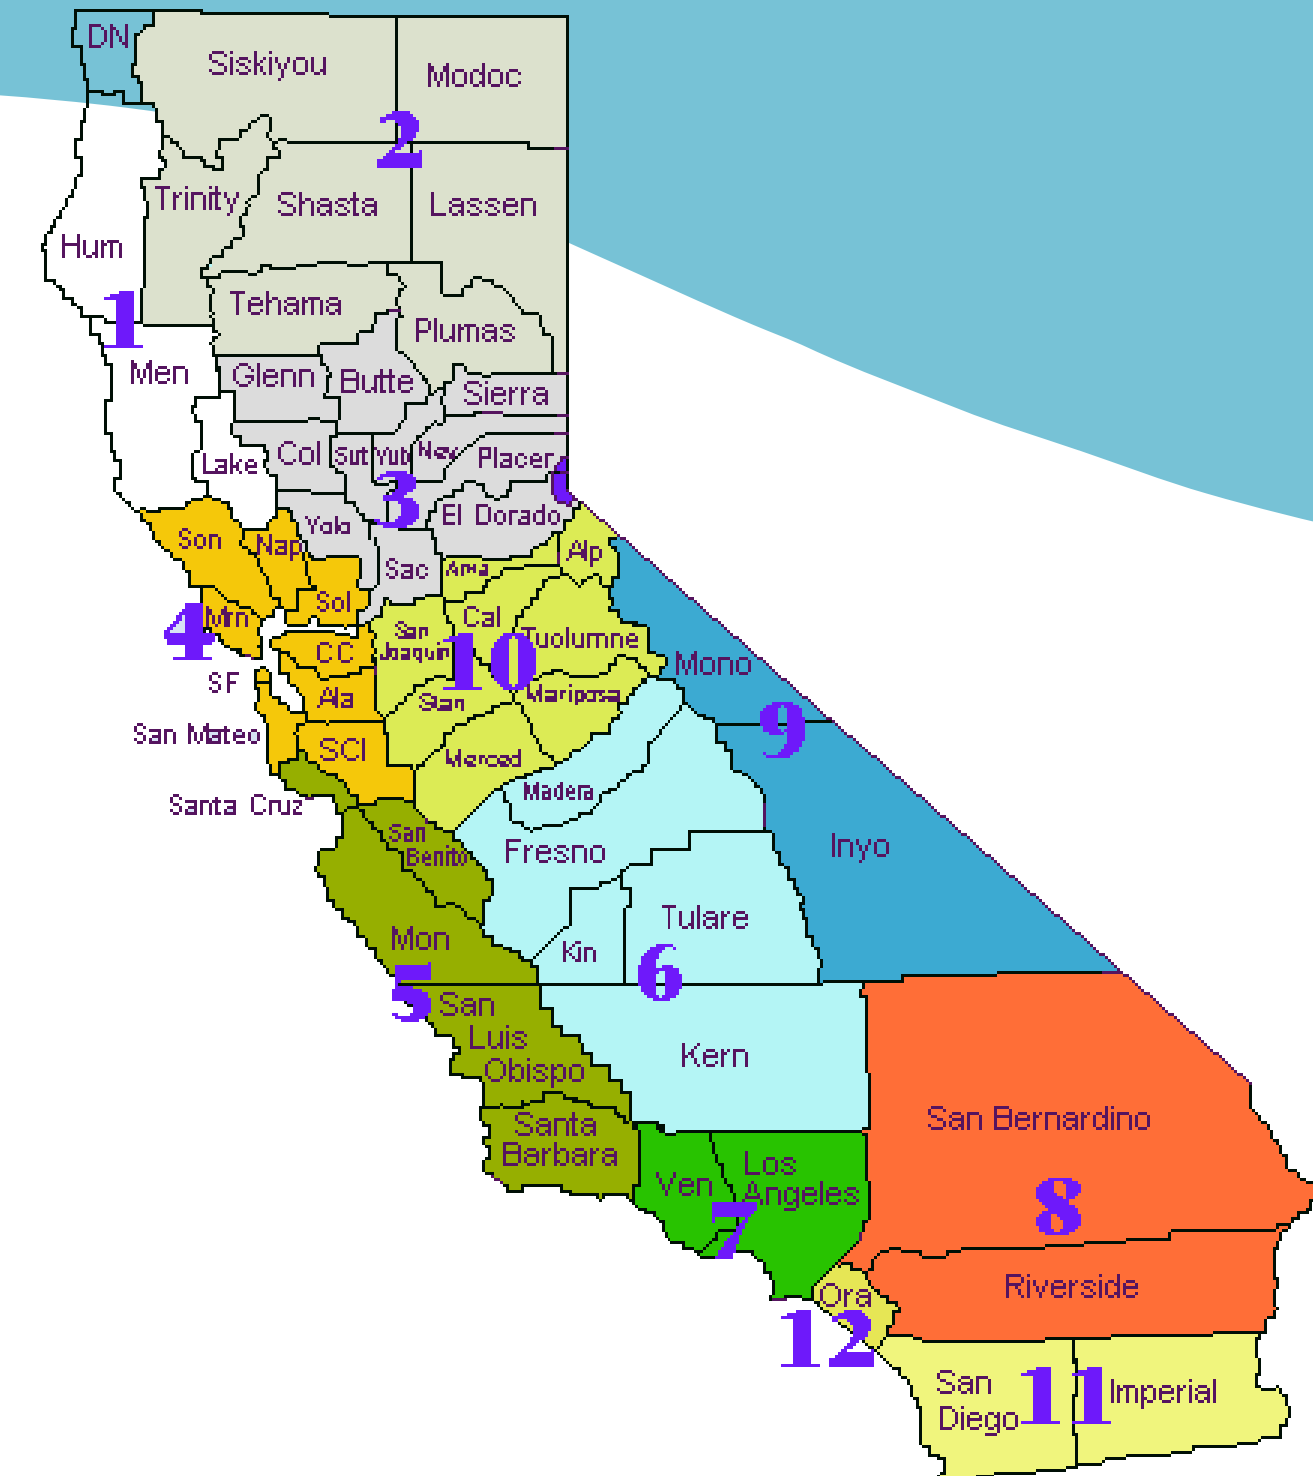 DN
Siskiyou
Modoc
2
Trinity
Shasta
Lassen
Hum
1
Tehama
Plumas
Men
Glenn
Butte
Sierra
Lake
Col
Sut
Yub
Nev
Placer
3
El Dorado
Yolo
Son
Nap
Sac
Ama
Alp
Sol
Mrn
4
Cal
San
Joaquin
10
Tuolumne
CC
Mono
SF
Ala
Stan
Mariposa
9
San Mateo
SCl
Merced
Madera
Santa Cruz
San
Benito
Fresno
Inyo
Mon
Kin
Tulare
6
5
San
Luis
Obispo
Kern
San Bernardino
Santa
Barbara
Ven
Los
Angeles
7
8
Riverside
Ora
12
San
Diego
11
Imperial